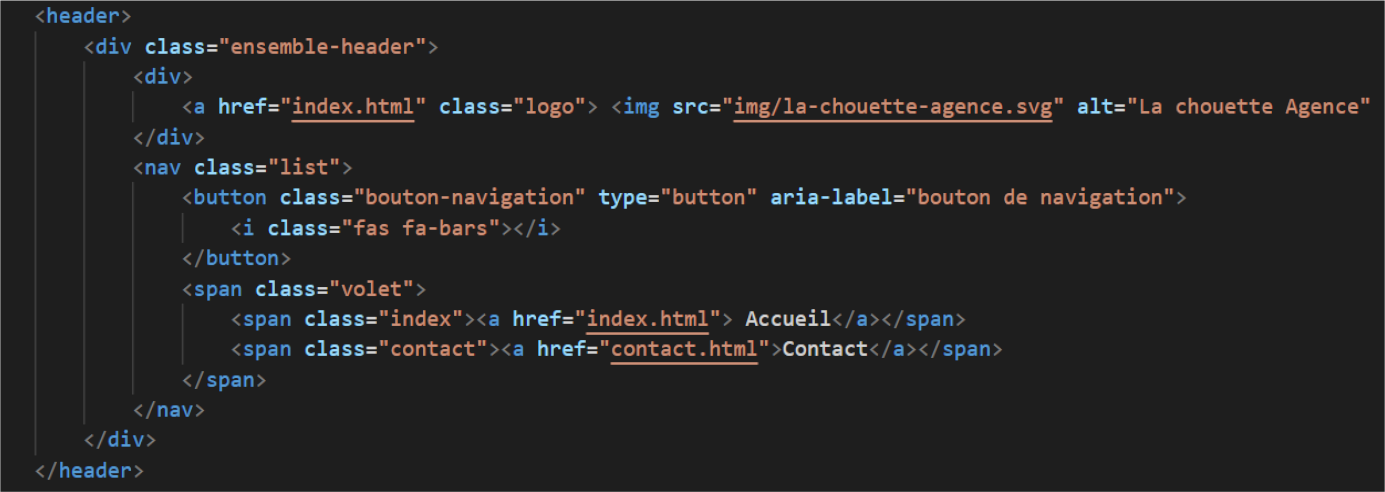 <header>
<div class="ensemble-header">
<div>
<a href="index.html" class="logo"> <img src="img/la-chouette-agence.svg" alt="La chouette Agence"
</div>
<nav class="list">
<button class="bouton-navigation" type="button" aria-label="bouton de navigation">
<i class="fas fa-bars"></i>
</button>
<span class="volet">
<span class="index"><a href="index.html"> Accueil</a></span>
<span class="contact"><a href="contact.html">Contact</a></span>
</span>
</nav>
</div>
</header>